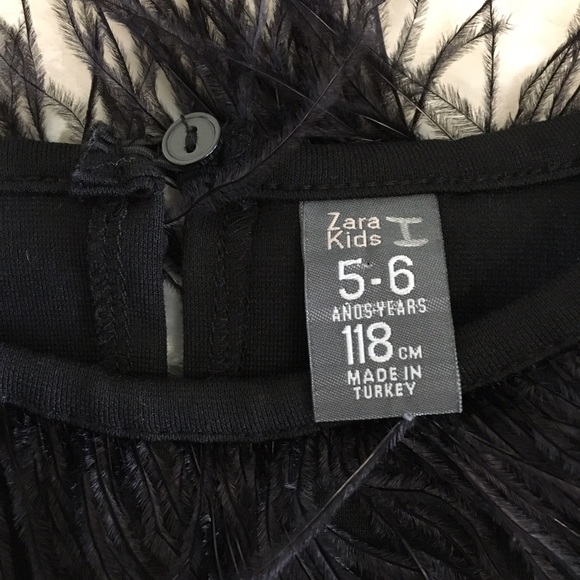 Zara
Kids
5-6
AÑOS-YEARS
118 CM
MADE IN
TURKEY